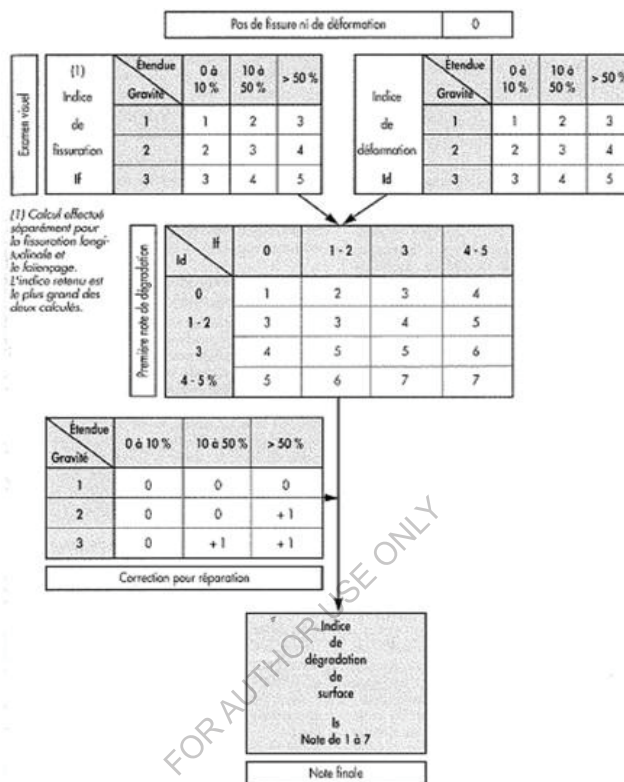 Pas de fissure ni de déformation 0
Examen visuel
(1)
Indice
de
fissuration
If
Étendue 0 à 10 % 10 à 50 % > 50 %
Gravité
1 1 2 3
2 2 3 4
3 3 4 5
Indice
de
déformation
Id
Étendue 0 à 10 % 10 à 50 % > 50 %
Gravité
1 1 2 3
2 2 3 4
3 3 4 5
(1) Calcul effectué
séparément pour
la fissuration longi-
tudinale et
le faïençage.
L'indice retenu est
le plus grand des
deux calculés.
Première note de dégradation
If 0 1 - 2 3 4 - 5
Id
0 1 2 3 4
1 - 2 3 3 4 5
3 4 5 5 6
4 - 5 % 5 6 7 7
Étendue 0 à 10 % 10 à 50 % > 50 %
Gravité
1 0 0 0
2 0 0 + 1
3 0 + 1 + 1
Correction pour réparation
Indice
de
dégradation
de
surface
Is
Note de 1 à 7
Note finale
FOR AUTHOR USE ONLY